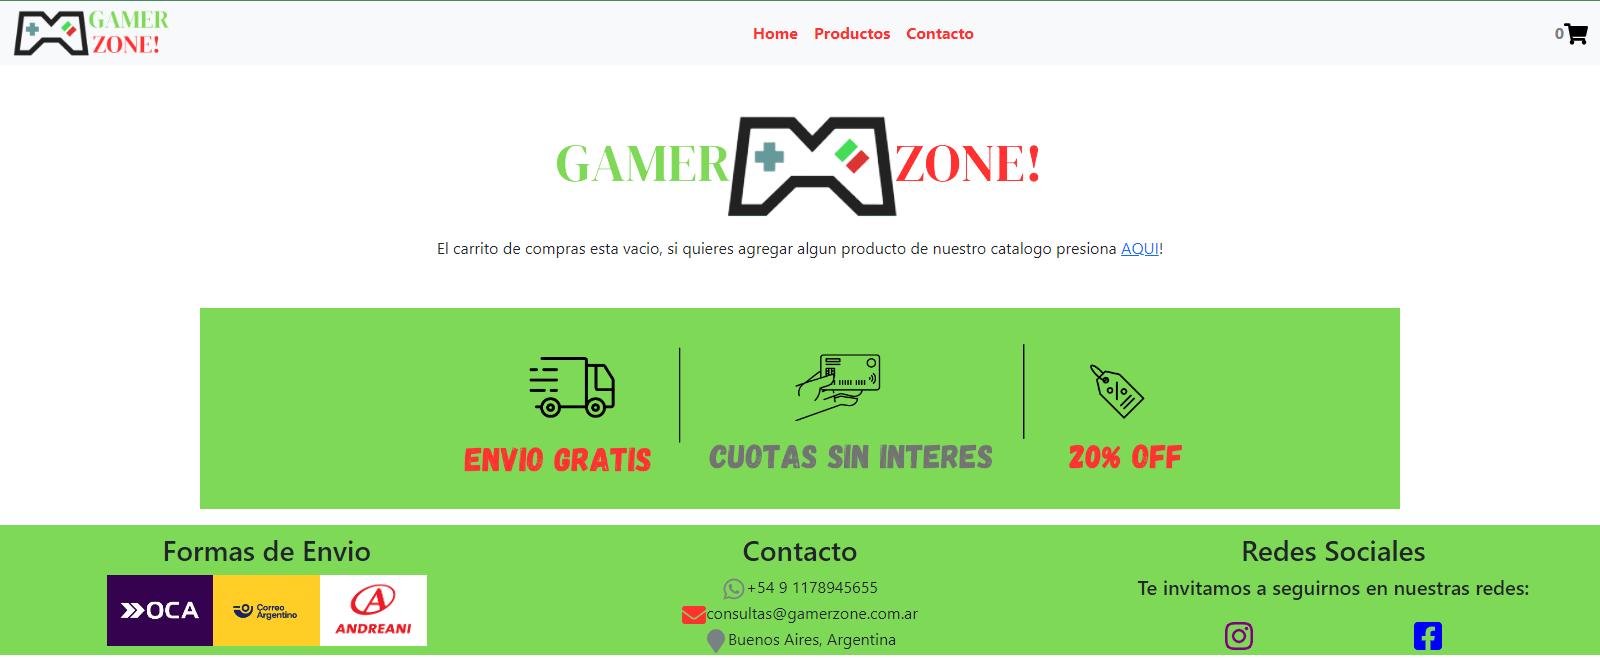 GAMER
ZONE!
Home Productos Contacto
0
GAMER ZONE!
El carrito de compras esta vacio, si quieres agregar algun producto de nuestro catalogo presiona AQUI!
ENVIO GRATIS
CUOTAS SIN INTERES
20% OFF
Formas de Envio
OCA
Correo
Argentino
ANDREANI
Contacto
+54 9 1178945655
consultas@gamerzone.com.ar
Buenos Aires, Argentina
Redes Sociales
Te invitamos a seguirnos en nuestras redes: